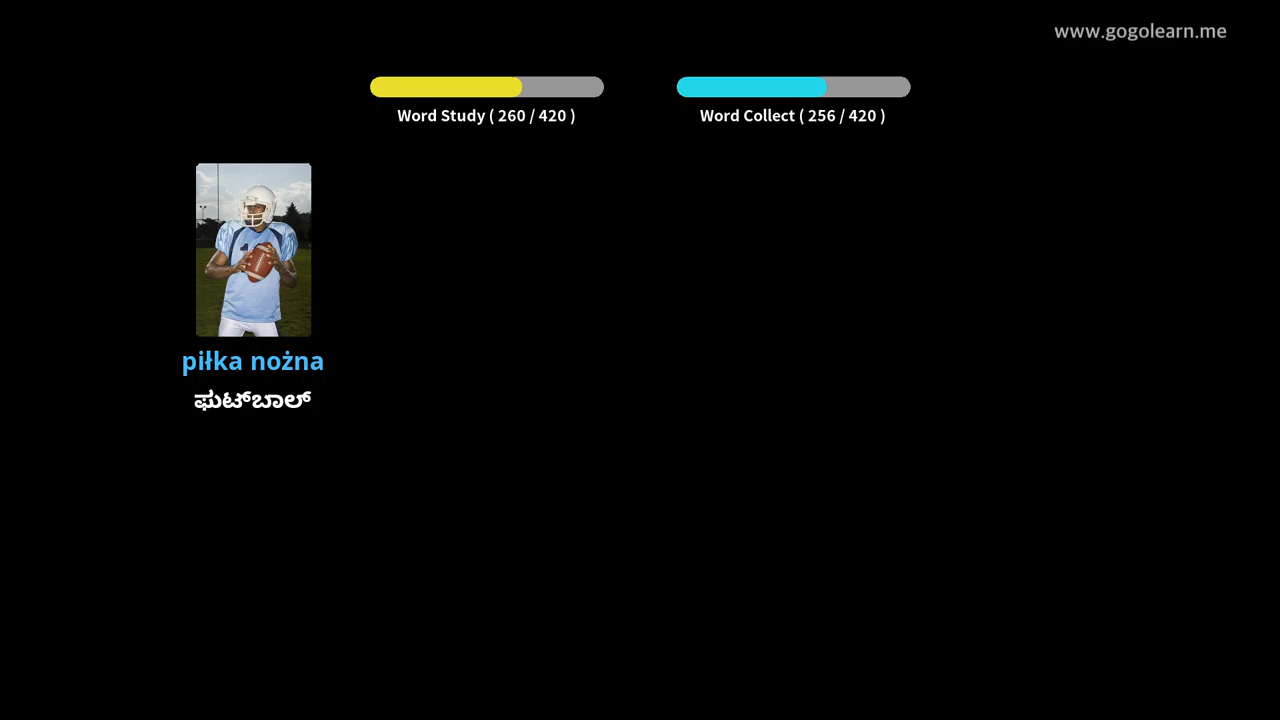 www.gogolearn.me
Word Study ( 260 / 420 )
Word Collect ( 256 / 420 )
piłka nożna
ಫುಟ್‌ಬಾಲ್